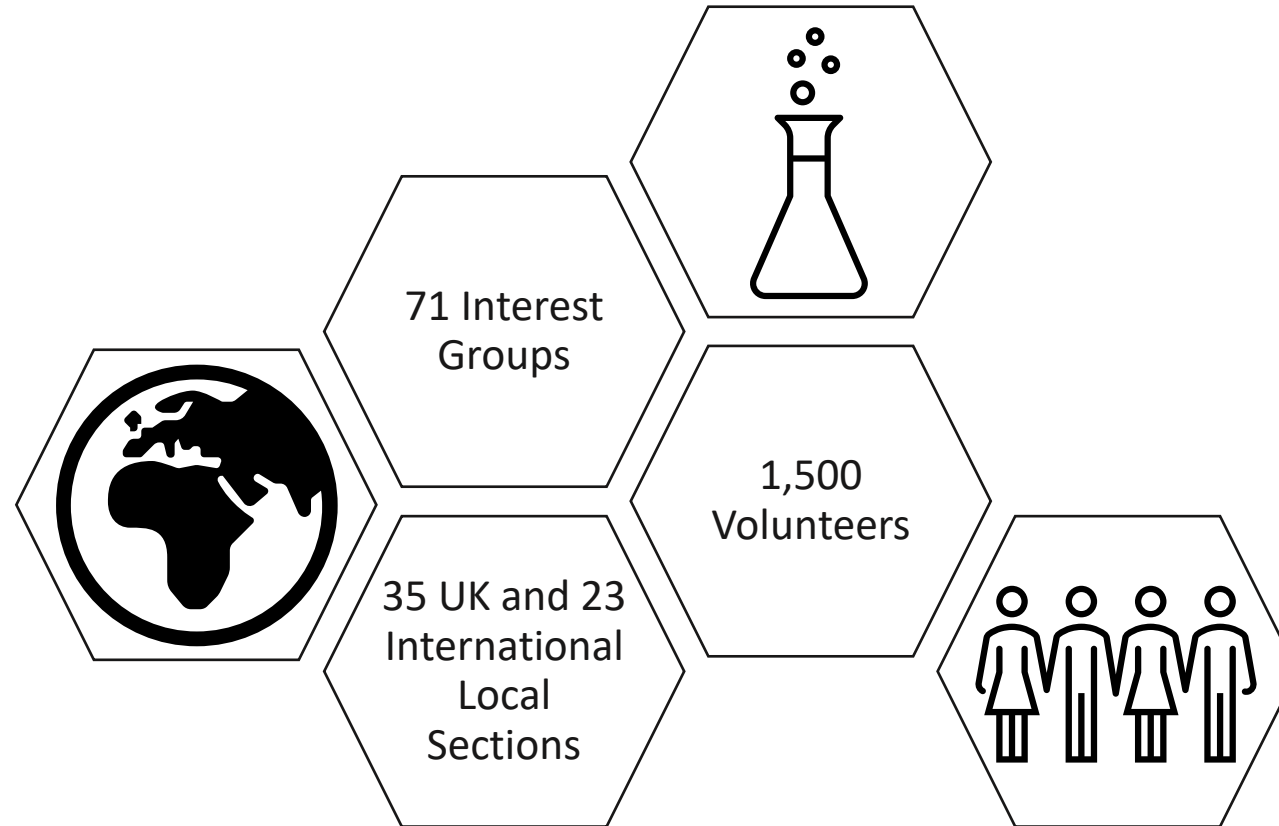 71 Interest
Groups
1,500
Volunteers
35 UK and 23
International
Local
Sections